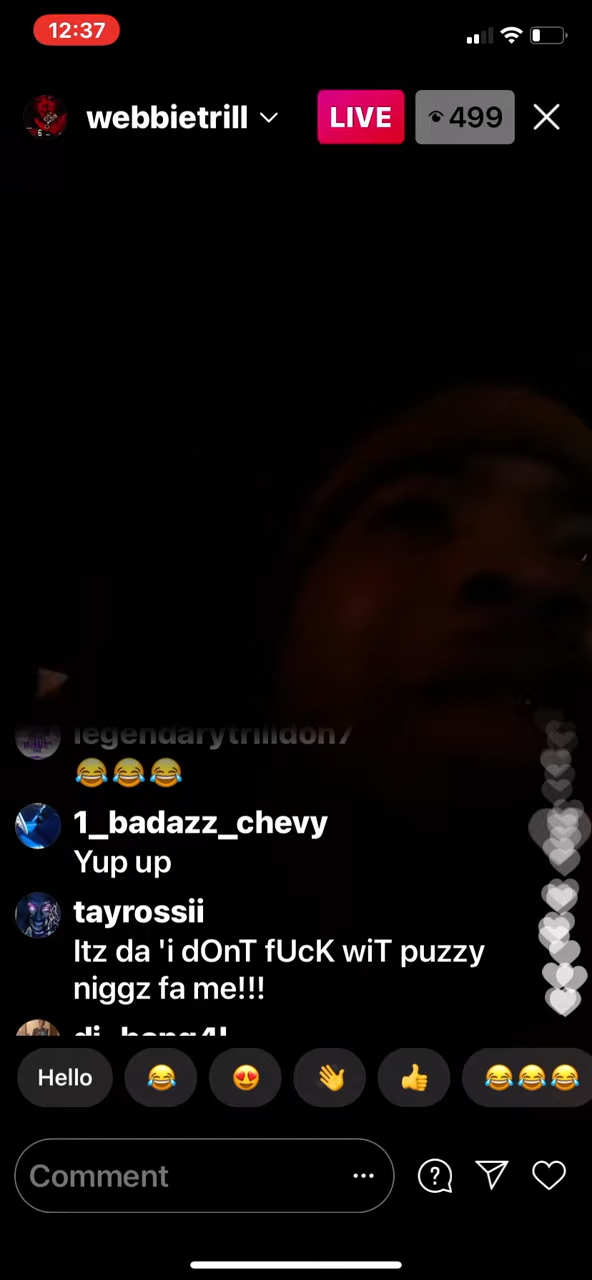 12:37
webbietrill
LIVE
499
legendarytrilldon7
😂😂😂
1_badazz_chevy
Yup up
tayrossii
Itz da 'i dOnT fUcK wiT puzzy
niggz fa me!!!
Hello
😂 😍 👋 👍 😂😂😂
Comment